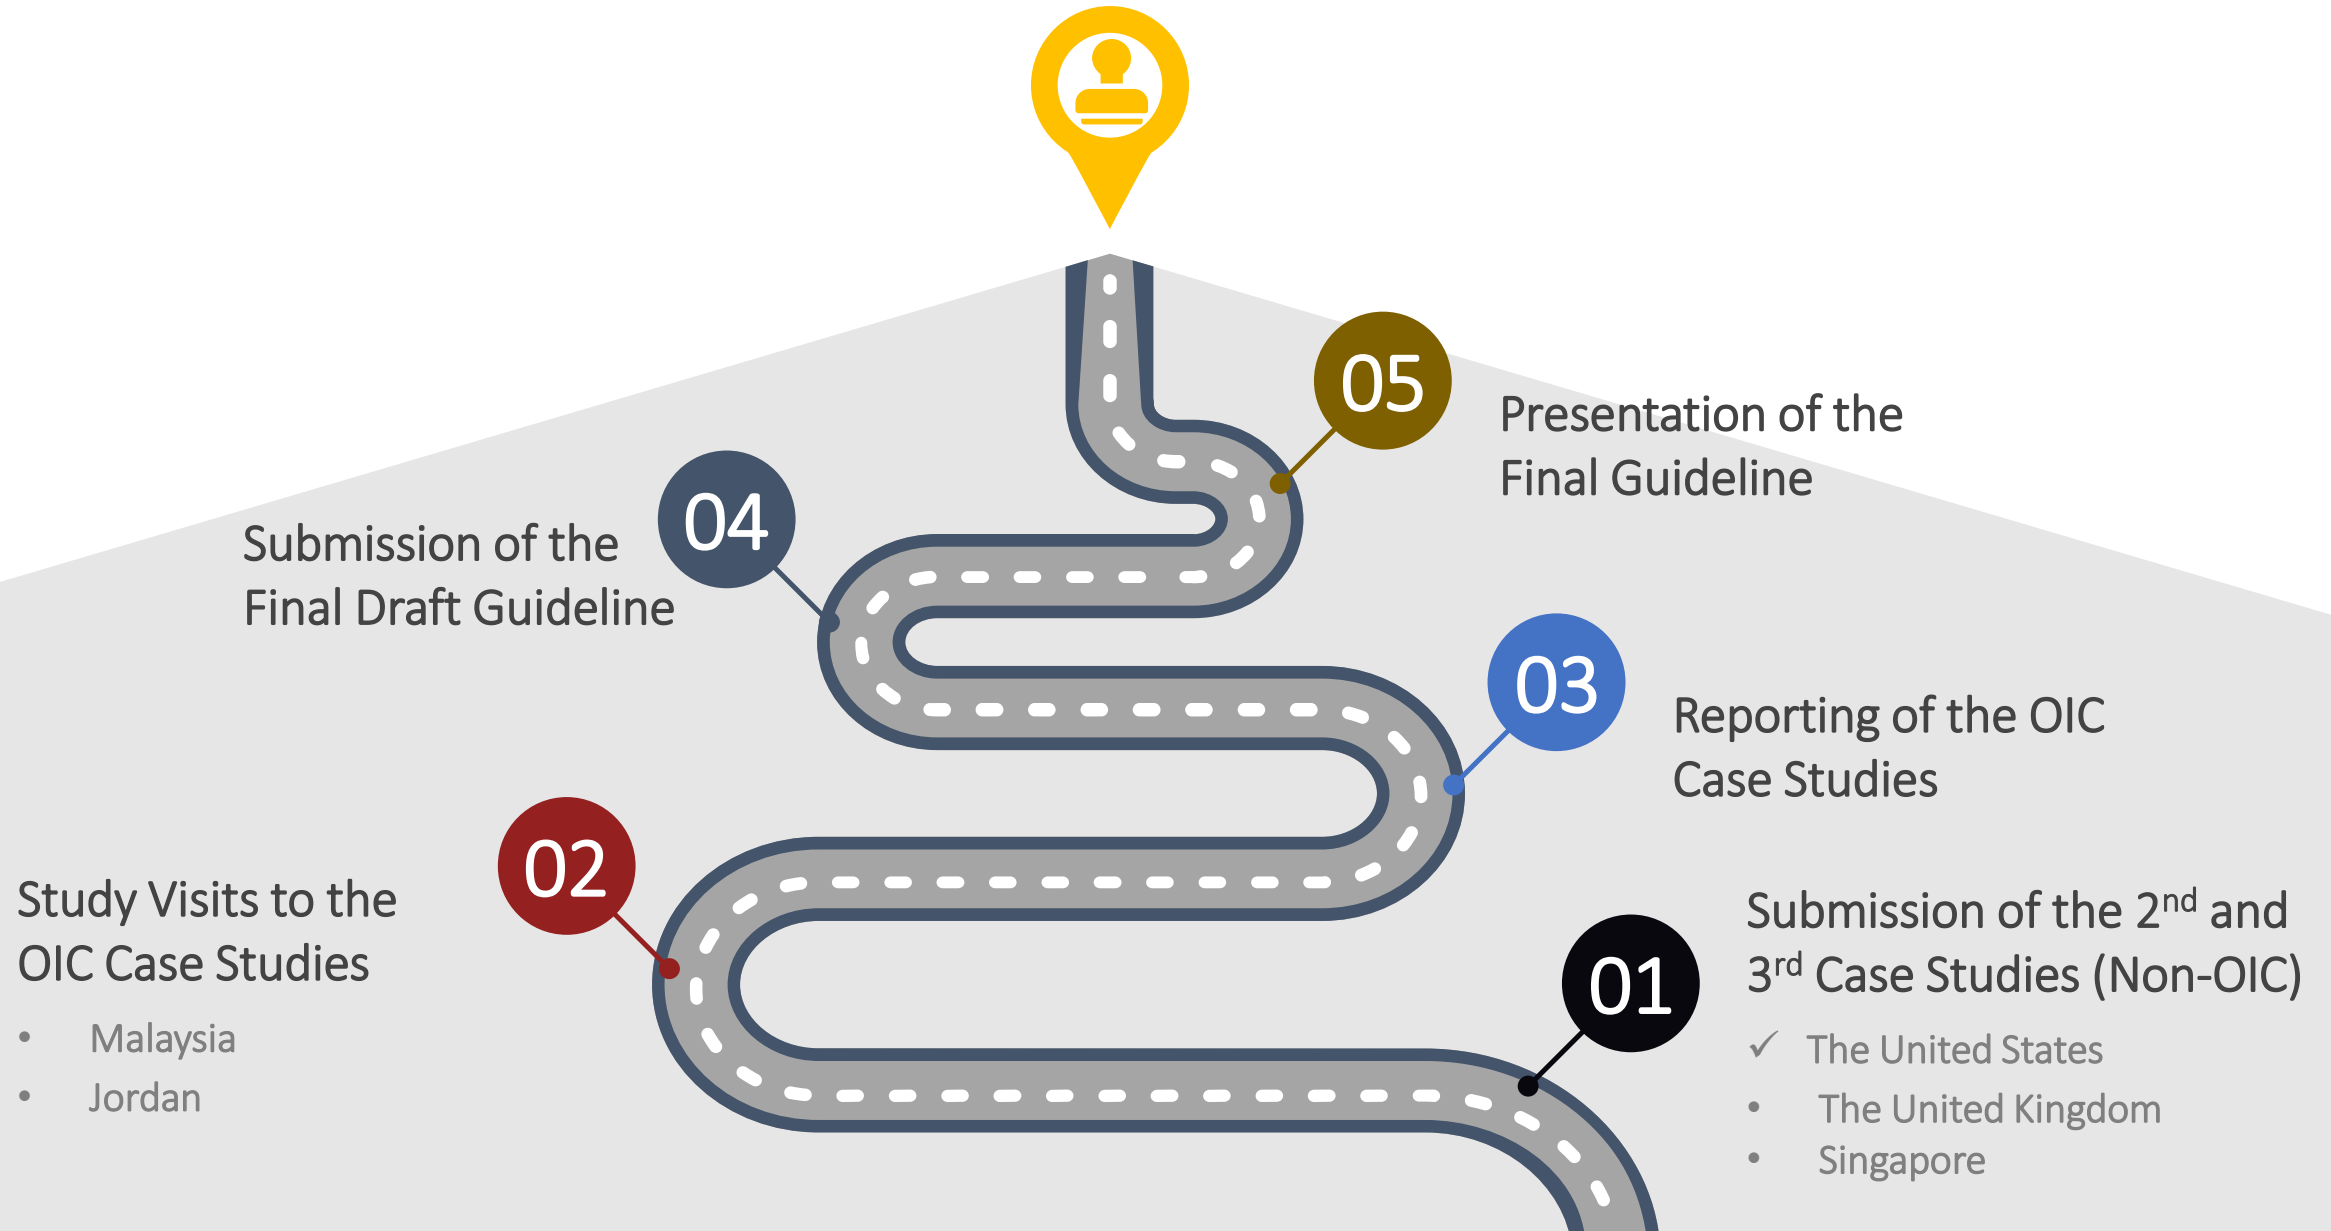 05
Presentation of the
Final Guideline
04
Submission of the
Final Draft Guideline
03
Reporting of the OIC
Case Studies
02
Study Visits to the
OIC Case Studies
• Malaysia
• Jordan
01
Submission of the 2nd and
3rd Case Studies (Non-OIC)
✓ The United States
• The United Kingdom
• Singapore